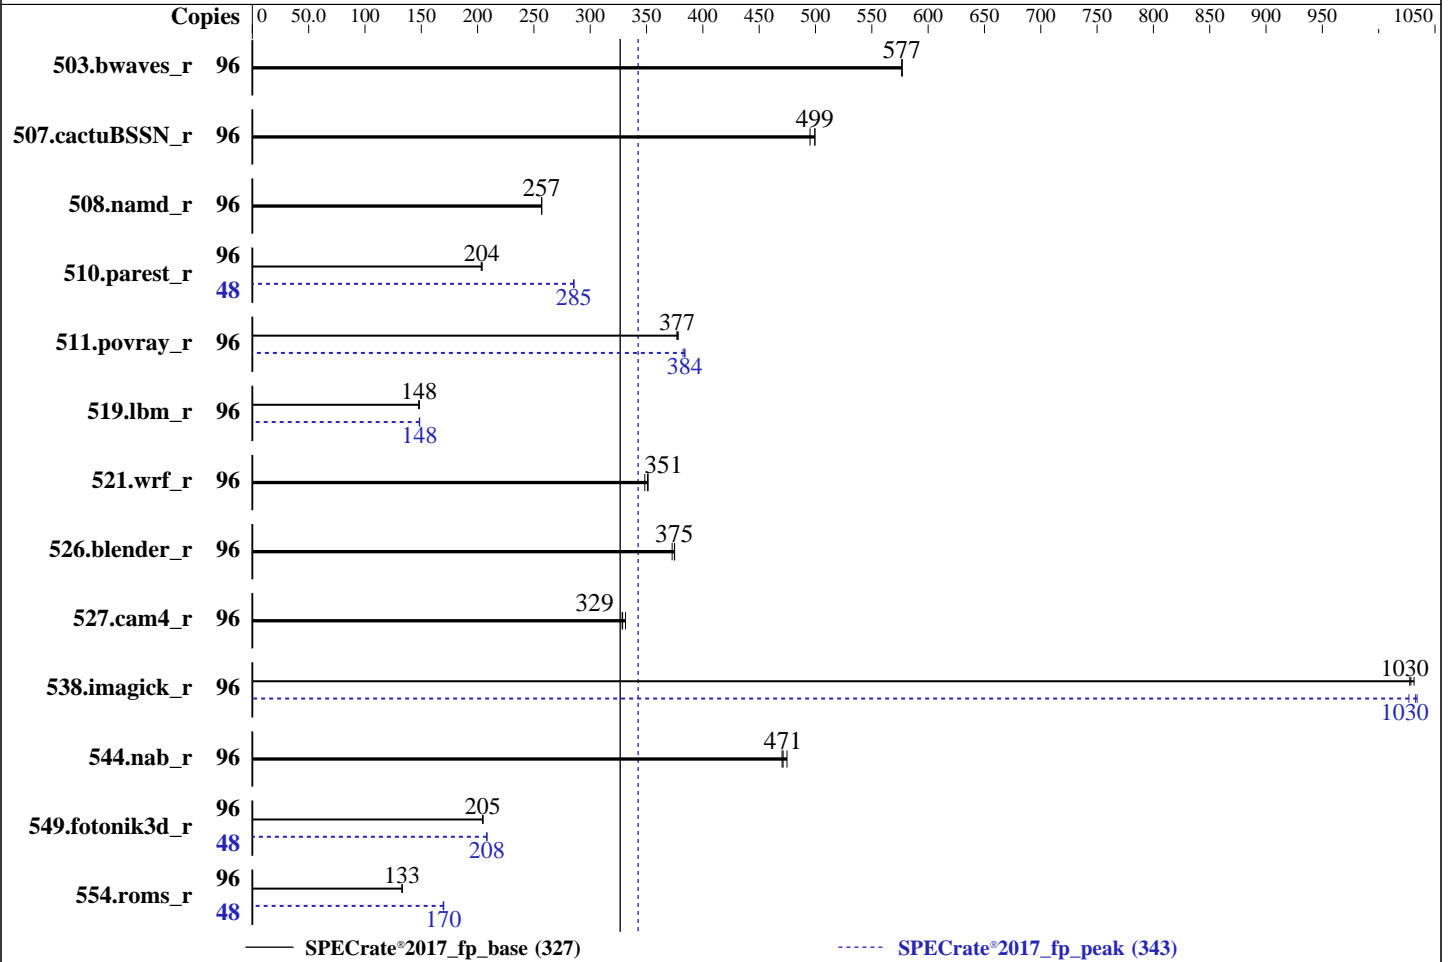 Copies 0 50.0 100 150 200 250 300 350 400 450 500 550 600 650 700 750 800 850 900 950 1050
577
503.bwaves_r 96
499
507.cactuBSSN_r 96
257
508.namd_r 96
96 204
510.parest_r
48 285
377
511.povray_r 96
384
148
519.lbm_r 96
148
351
521.wrf_r 96
375
526.blender_r 96
329
527.cam4_r 96
1030
538.imagick_r 96
1030
471
544.nab_r 96
96 205
549.fotonik3d_r
48 208
96 133
554.roms_r
48 170
SPECrate®2017_fp_base (327) SPECrate®2017_fp_peak (343)